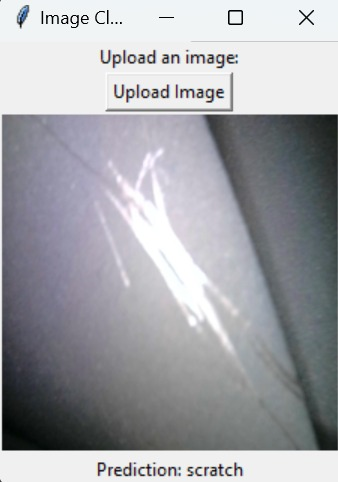 Image Cl...
Upload an image:
Upload Image
Prediction: scratch